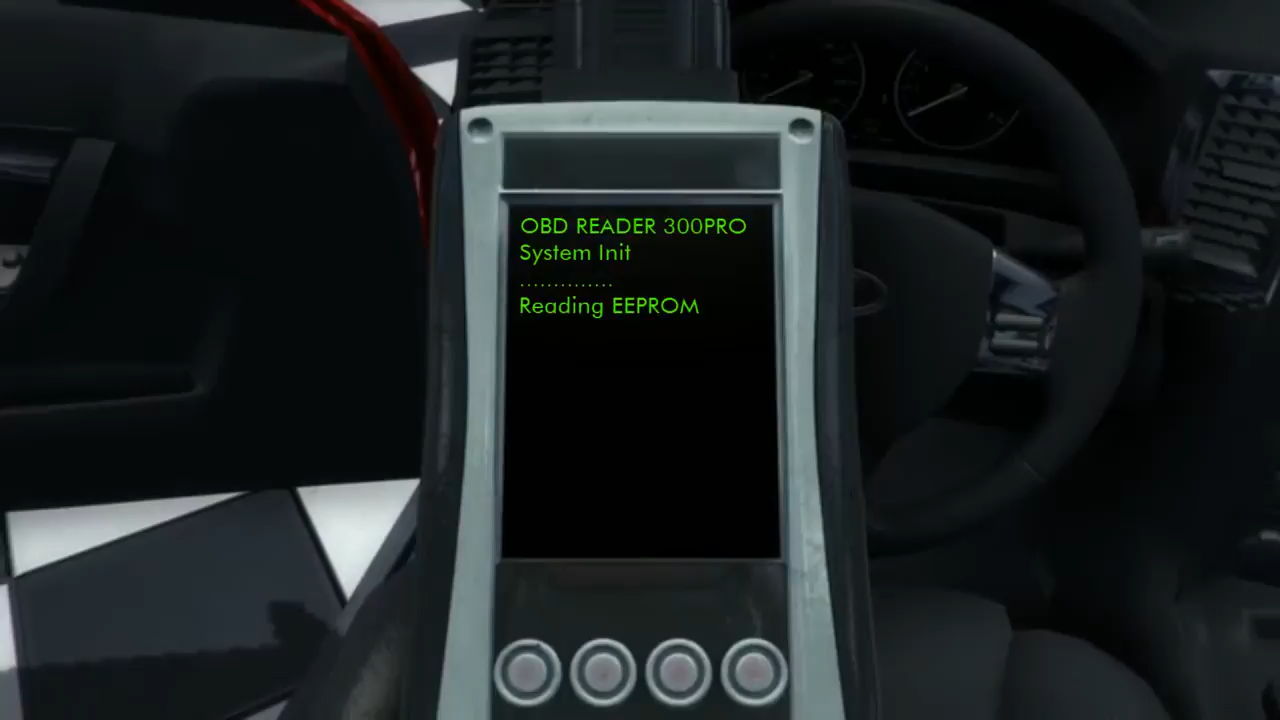 OBD READER 300PRO
System Init
..............
Reading EEPROM